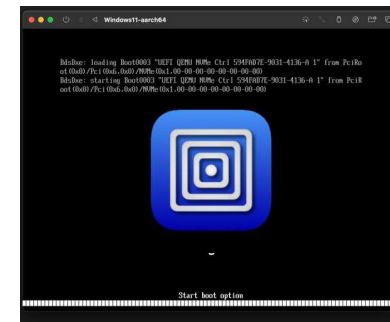 Windows11-aarch64
BdsDxe: loading Boot0003 "UEFI QEMU NVMe Ctrl 594FAD7E-9031-4136-A 1" from PciRo
ot(0x0)/Pci(0x6,0x0)/NVMe(0x1,00-00-00-00-00-00-00-00)
BdsDxe: starting Boot0003 "UEFI QEMU NVMe Ctrl 594FAD7E-9031-4136-A 1" from PciR
oot(0x0)/Pci(0x6,0x0)/NVMe(0x1,00-00-00-00-00-00-00-00)
Start boot option